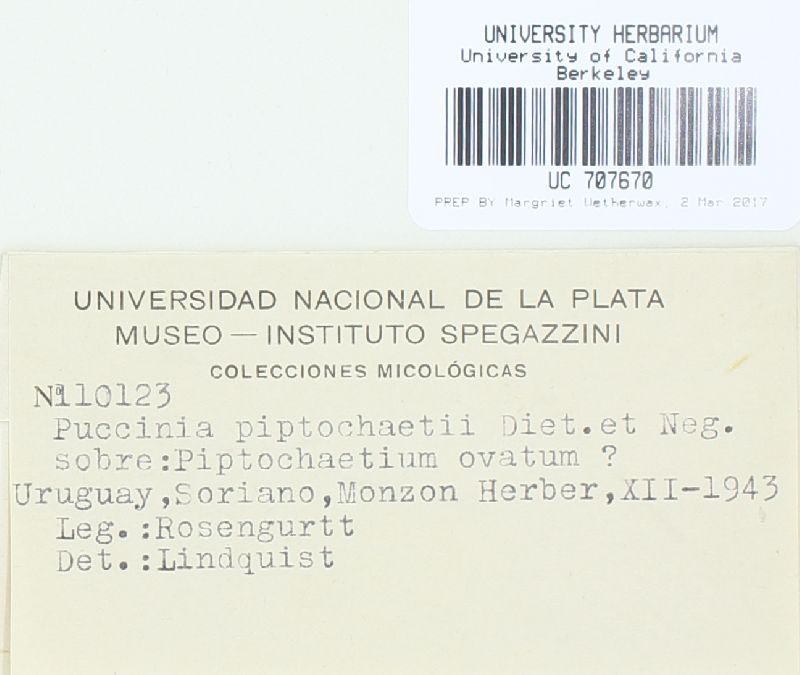 UNIVERSITY HERBARIUM
University of California
Berkeley
UC 707670
PREP BY Margriet Wetherwax, 2 Mar 2017
UNIVERSIDAD NACIONAL DE LA PLATA
MUSEO — INSTITUTO SPEGAZZINI
COLECCIONES MICOLÓGICAS
Nº110123
Puccinia piptochaetii Diet.et Neg.
sobre:Piptochaetium ovatum ?
Uruguay,Soriano,Monzon Herber,XII-1943
Leg.:Rosengurtt
Det.:Lindquist